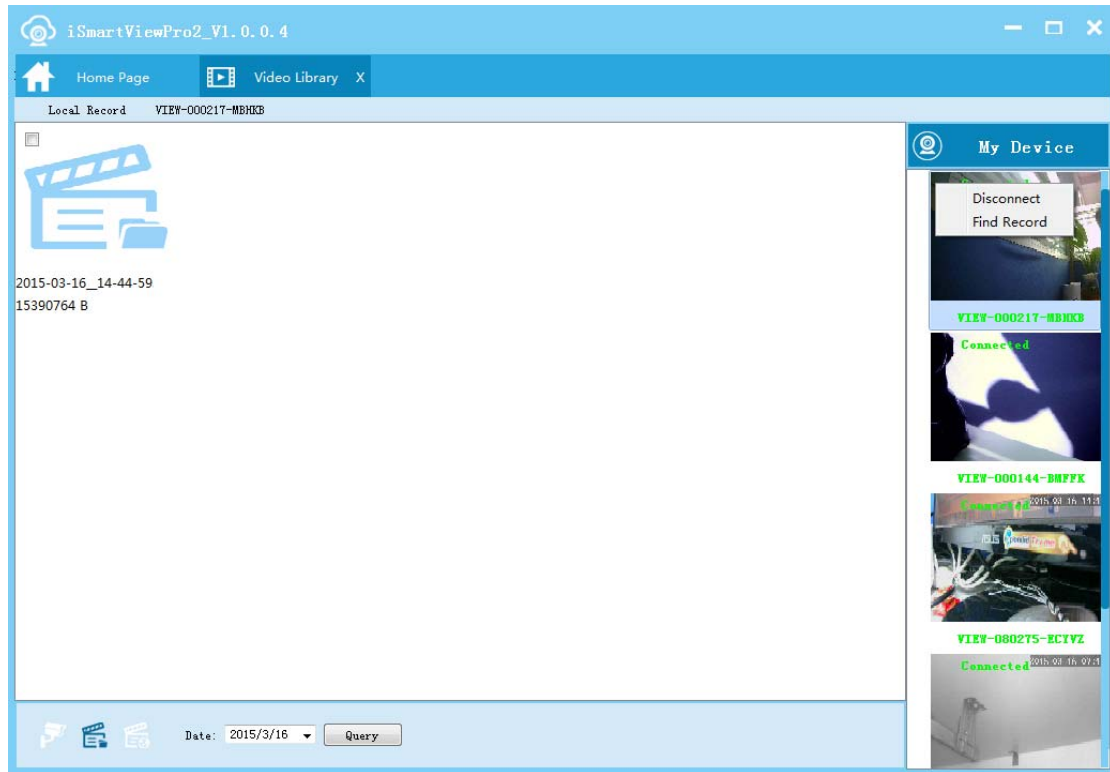 iSmartViewPro2_V1.0.0.4
Home Page
Video Library X
Local Record VIEW-000217-MBHKB
My Device
Disconnect
Find Record
VIEW-000217-MBHKB
Connected
VIEW-000144-BMFFK
Connected
VIEW-080275-ECYVZ
Connected
2015-03-16__14-44-59
15390764 B
Date: 2015/3/16 Query